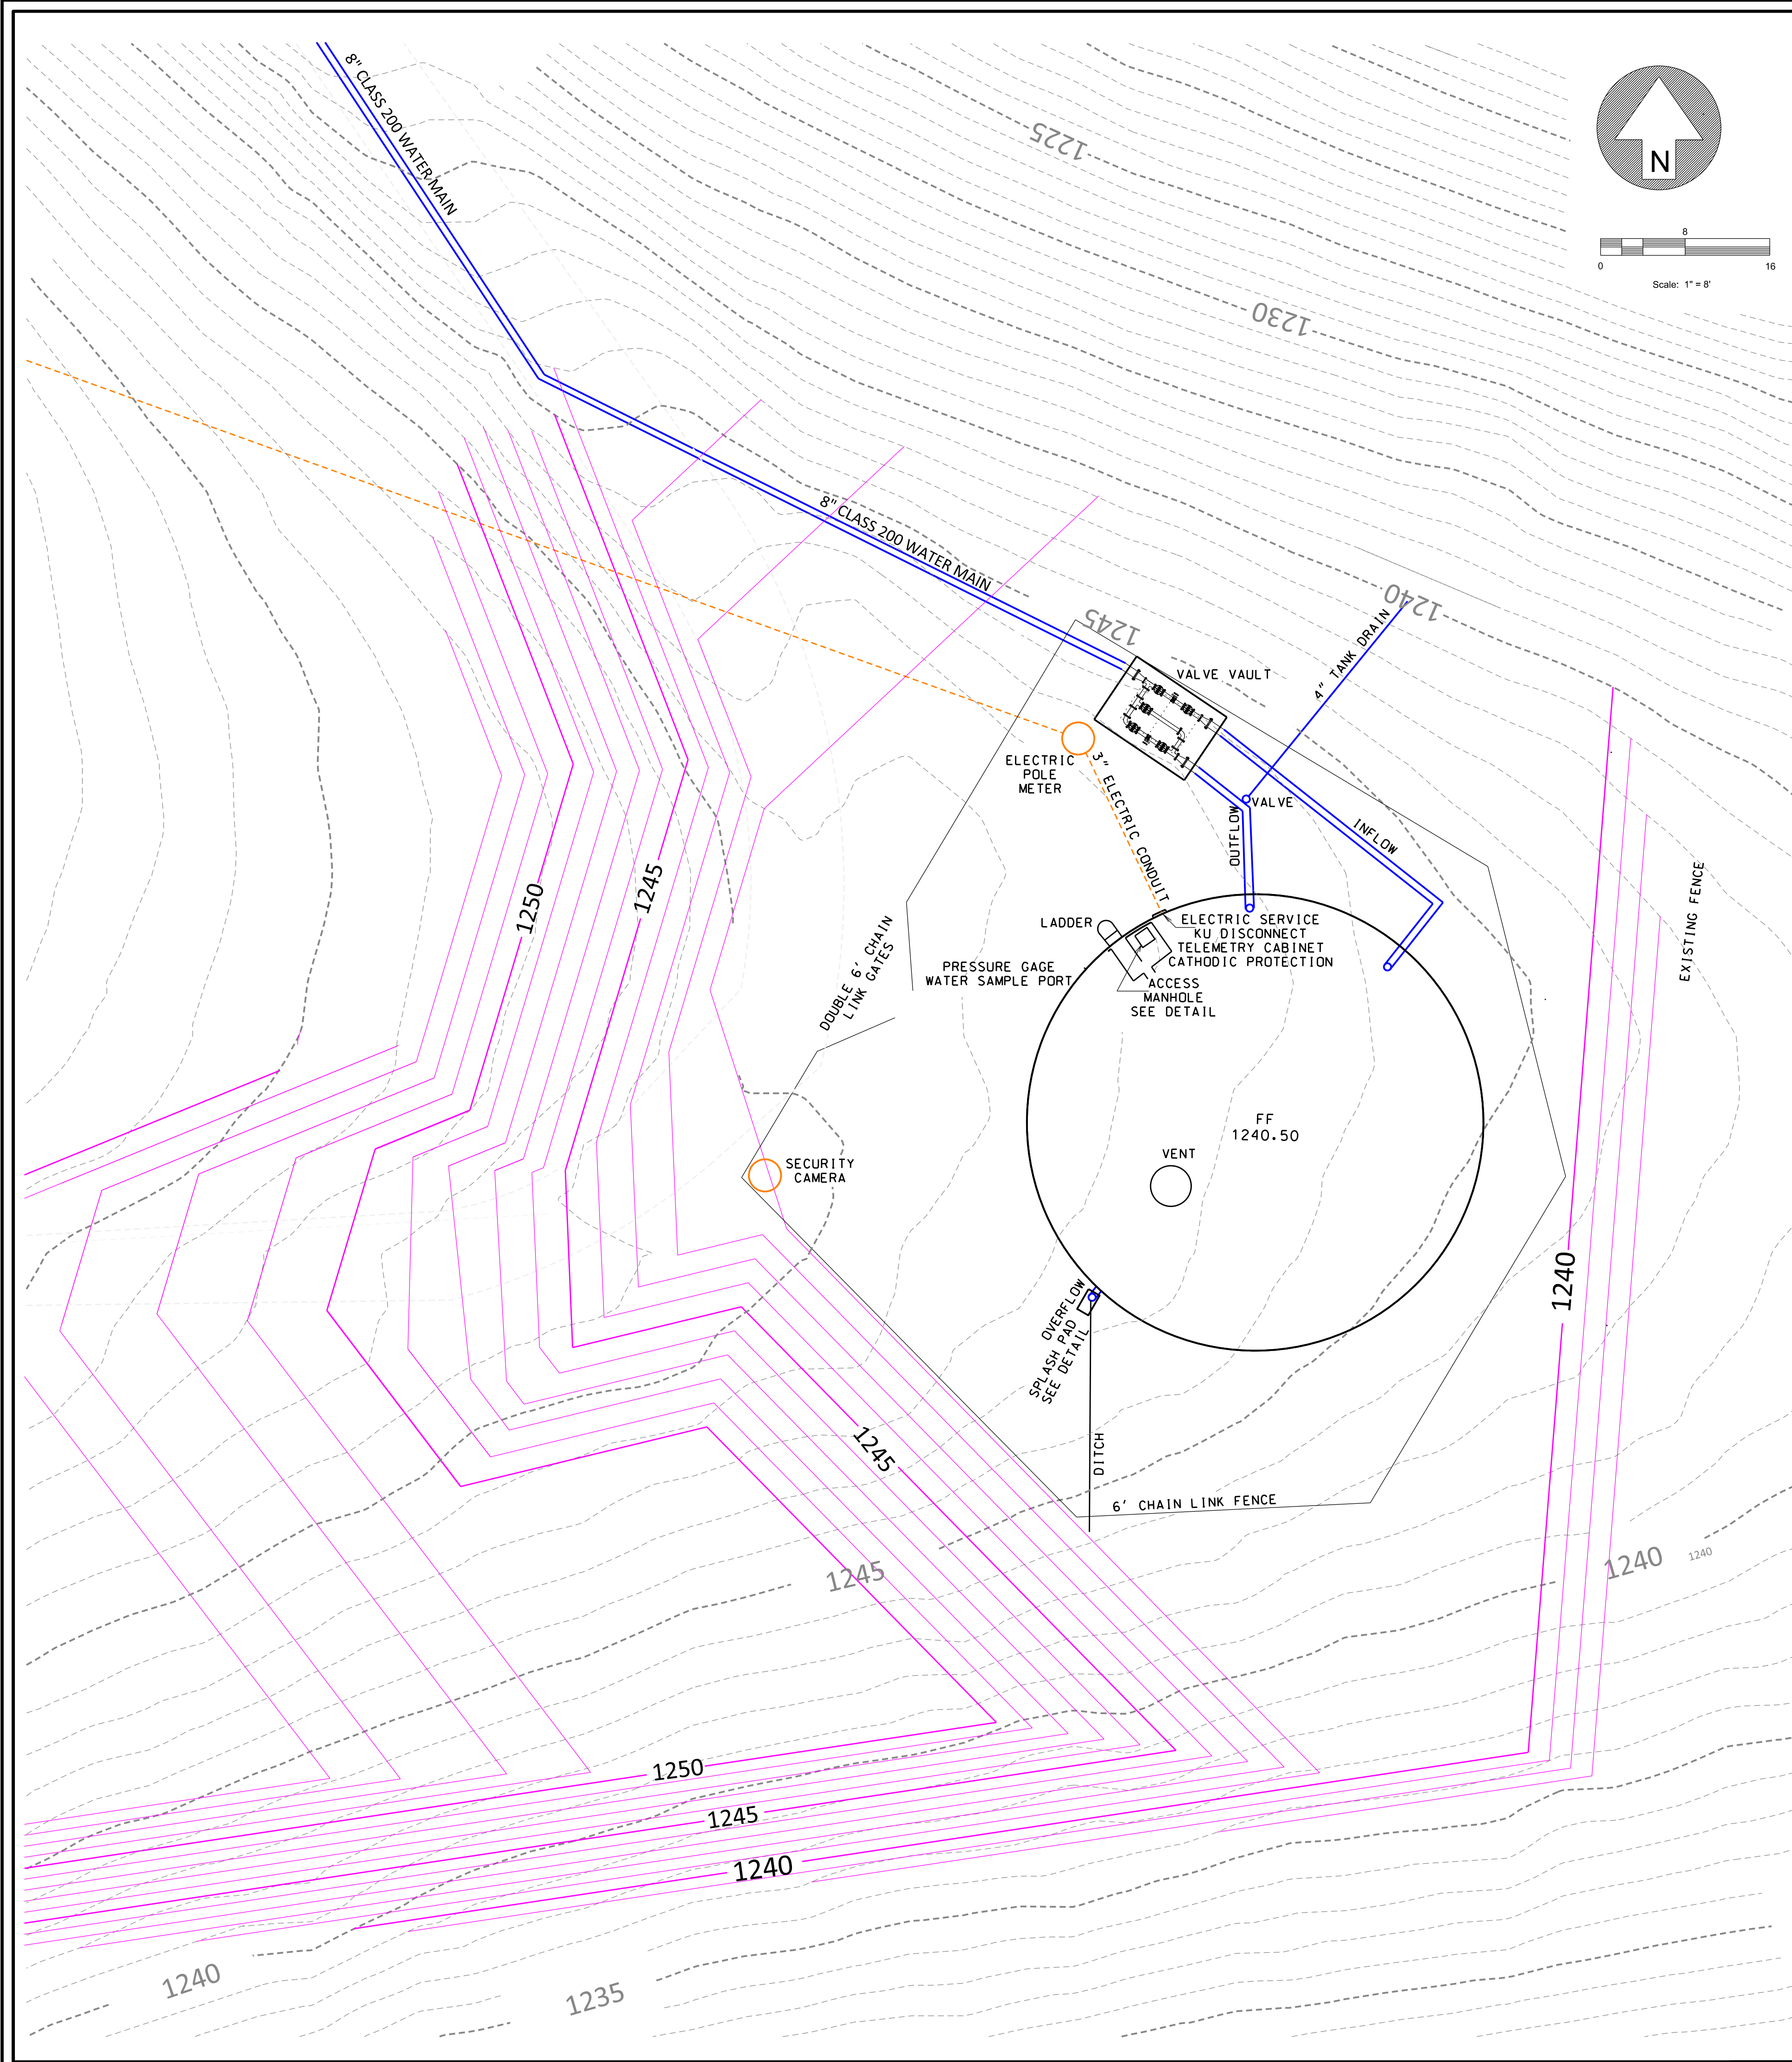 8" CLASS 200 WATER MAIN
1225
N
8
0
16
Scale: 1" = 8'
1230
8" CLASS 200 WATER MAIN
1240
1245
4" TANK DRAIN
VALVE VAULT
ELECTRIC
POLE
METER
3" ELECTRIC CONDUIT
VALVE
OUTFLOW
INFLOW
1250
1245
EXISTING FENCE
LADDER
ELECTRIC SERVICE
KU DISCONNECT
TELEMETRY CABINET
CATHODIC PROTECTION
DOUBLE 6' CHAIN
LINK GATES
PRESSURE GAGE
WATER SAMPLE PORT
ACCESS
MANHOLE
SEE DETAIL
FF
1240.50
VENT
SECURITY
CAMERA
1240
OVERFLOW
SPLASH PAD
SEE DETAIL
1245
DITCH
6' CHAIN LINK FENCE
1245
1240
1240
1250
1245
1240
1240
1235